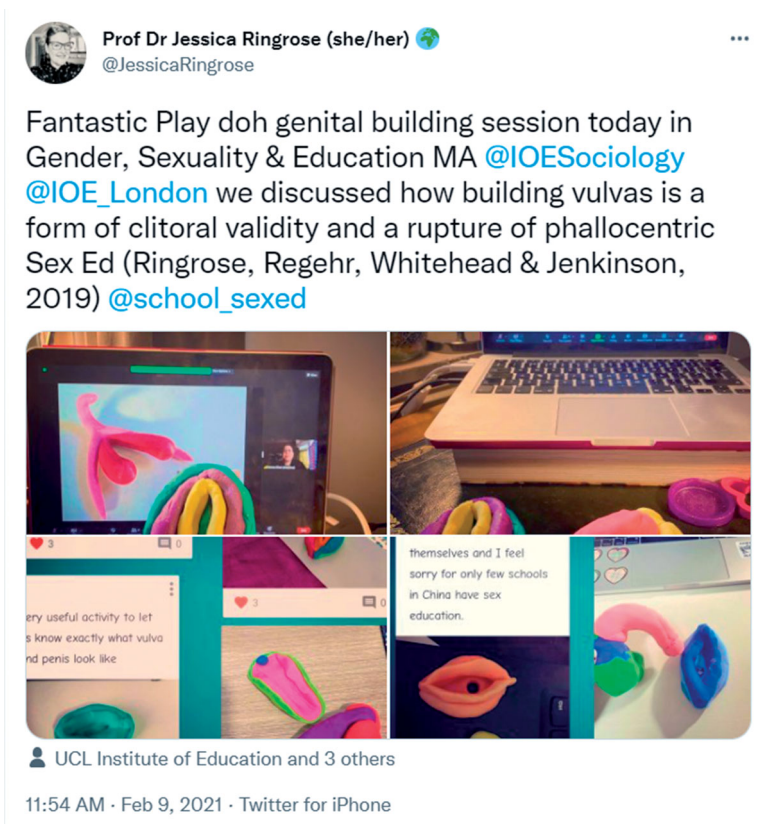 Prof Dr Jessica Ringrose (she/her)
@JessicaRingrose
Fantastic Play doh genital building session today in
Gender, Sexuality & Education MA @IOESociology
@IOE_London we discussed how building vulvas is a
form of clitoral validity and a rupture of phallocentric
Sex Ed (Ringrose, Regehr, Whitehead & Jenkinson,
2019) @school_sexed
3
0
ery useful activity to let
s know exactly what vulva
nd penis look like
3
0
themselves and I feel
sorry for only few schools
in China have sex
education.
UCL Institute of Education and 3 others
11:54 AM · Feb 9, 2021 · Twitter for iPhone